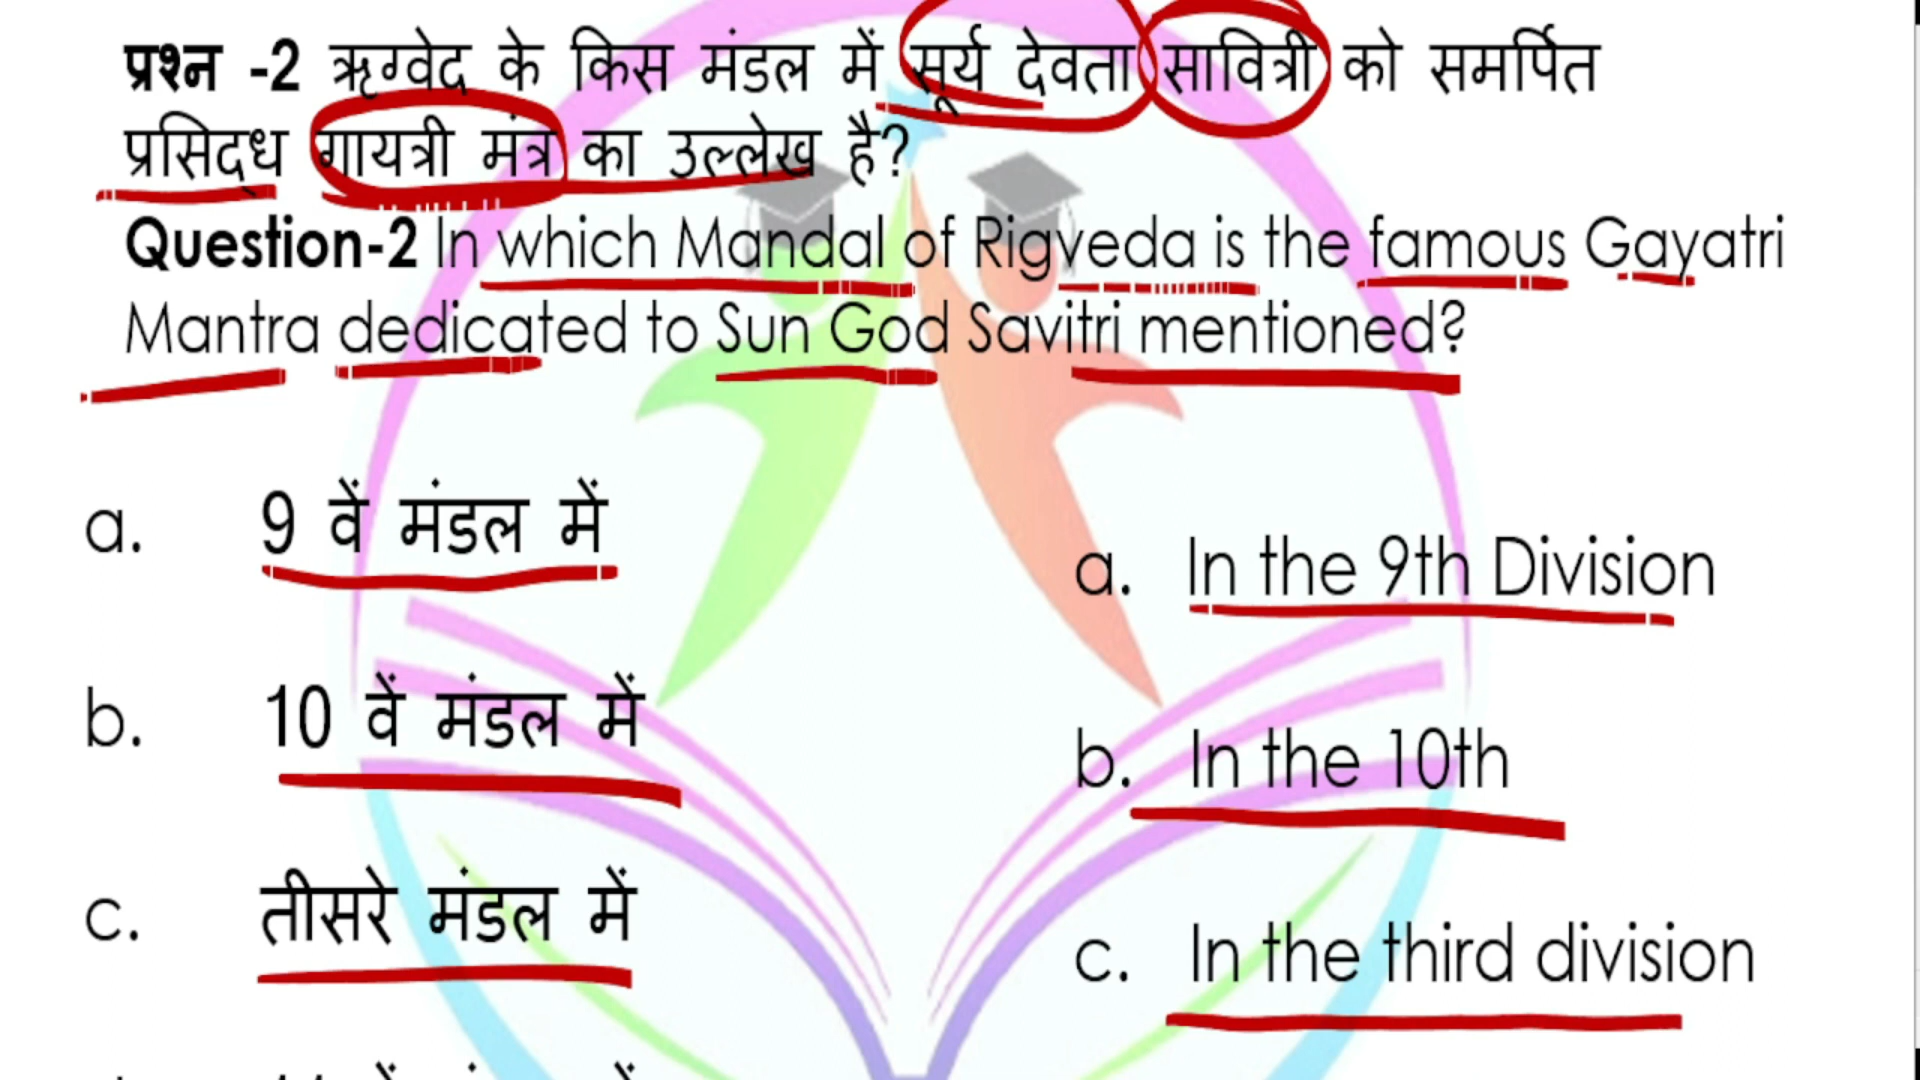 प्रश्न -2 ऋग्वेद के किस मंडल में सूर्य देवता सावित्री को समर्पित
प्रसिद्ध गायत्री मंत्र का उल्लेख है?
Question-2 In which Mandal of Rigveda is the famous Gayatri
Mantra dedicated to Sun God Savitri mentioned?
a. 9 वें मंडल में
a. In the 9th Division
b. 10 वें मंडल में
b. In the 10th
c. तीसरे मंडल में
c. In the third division